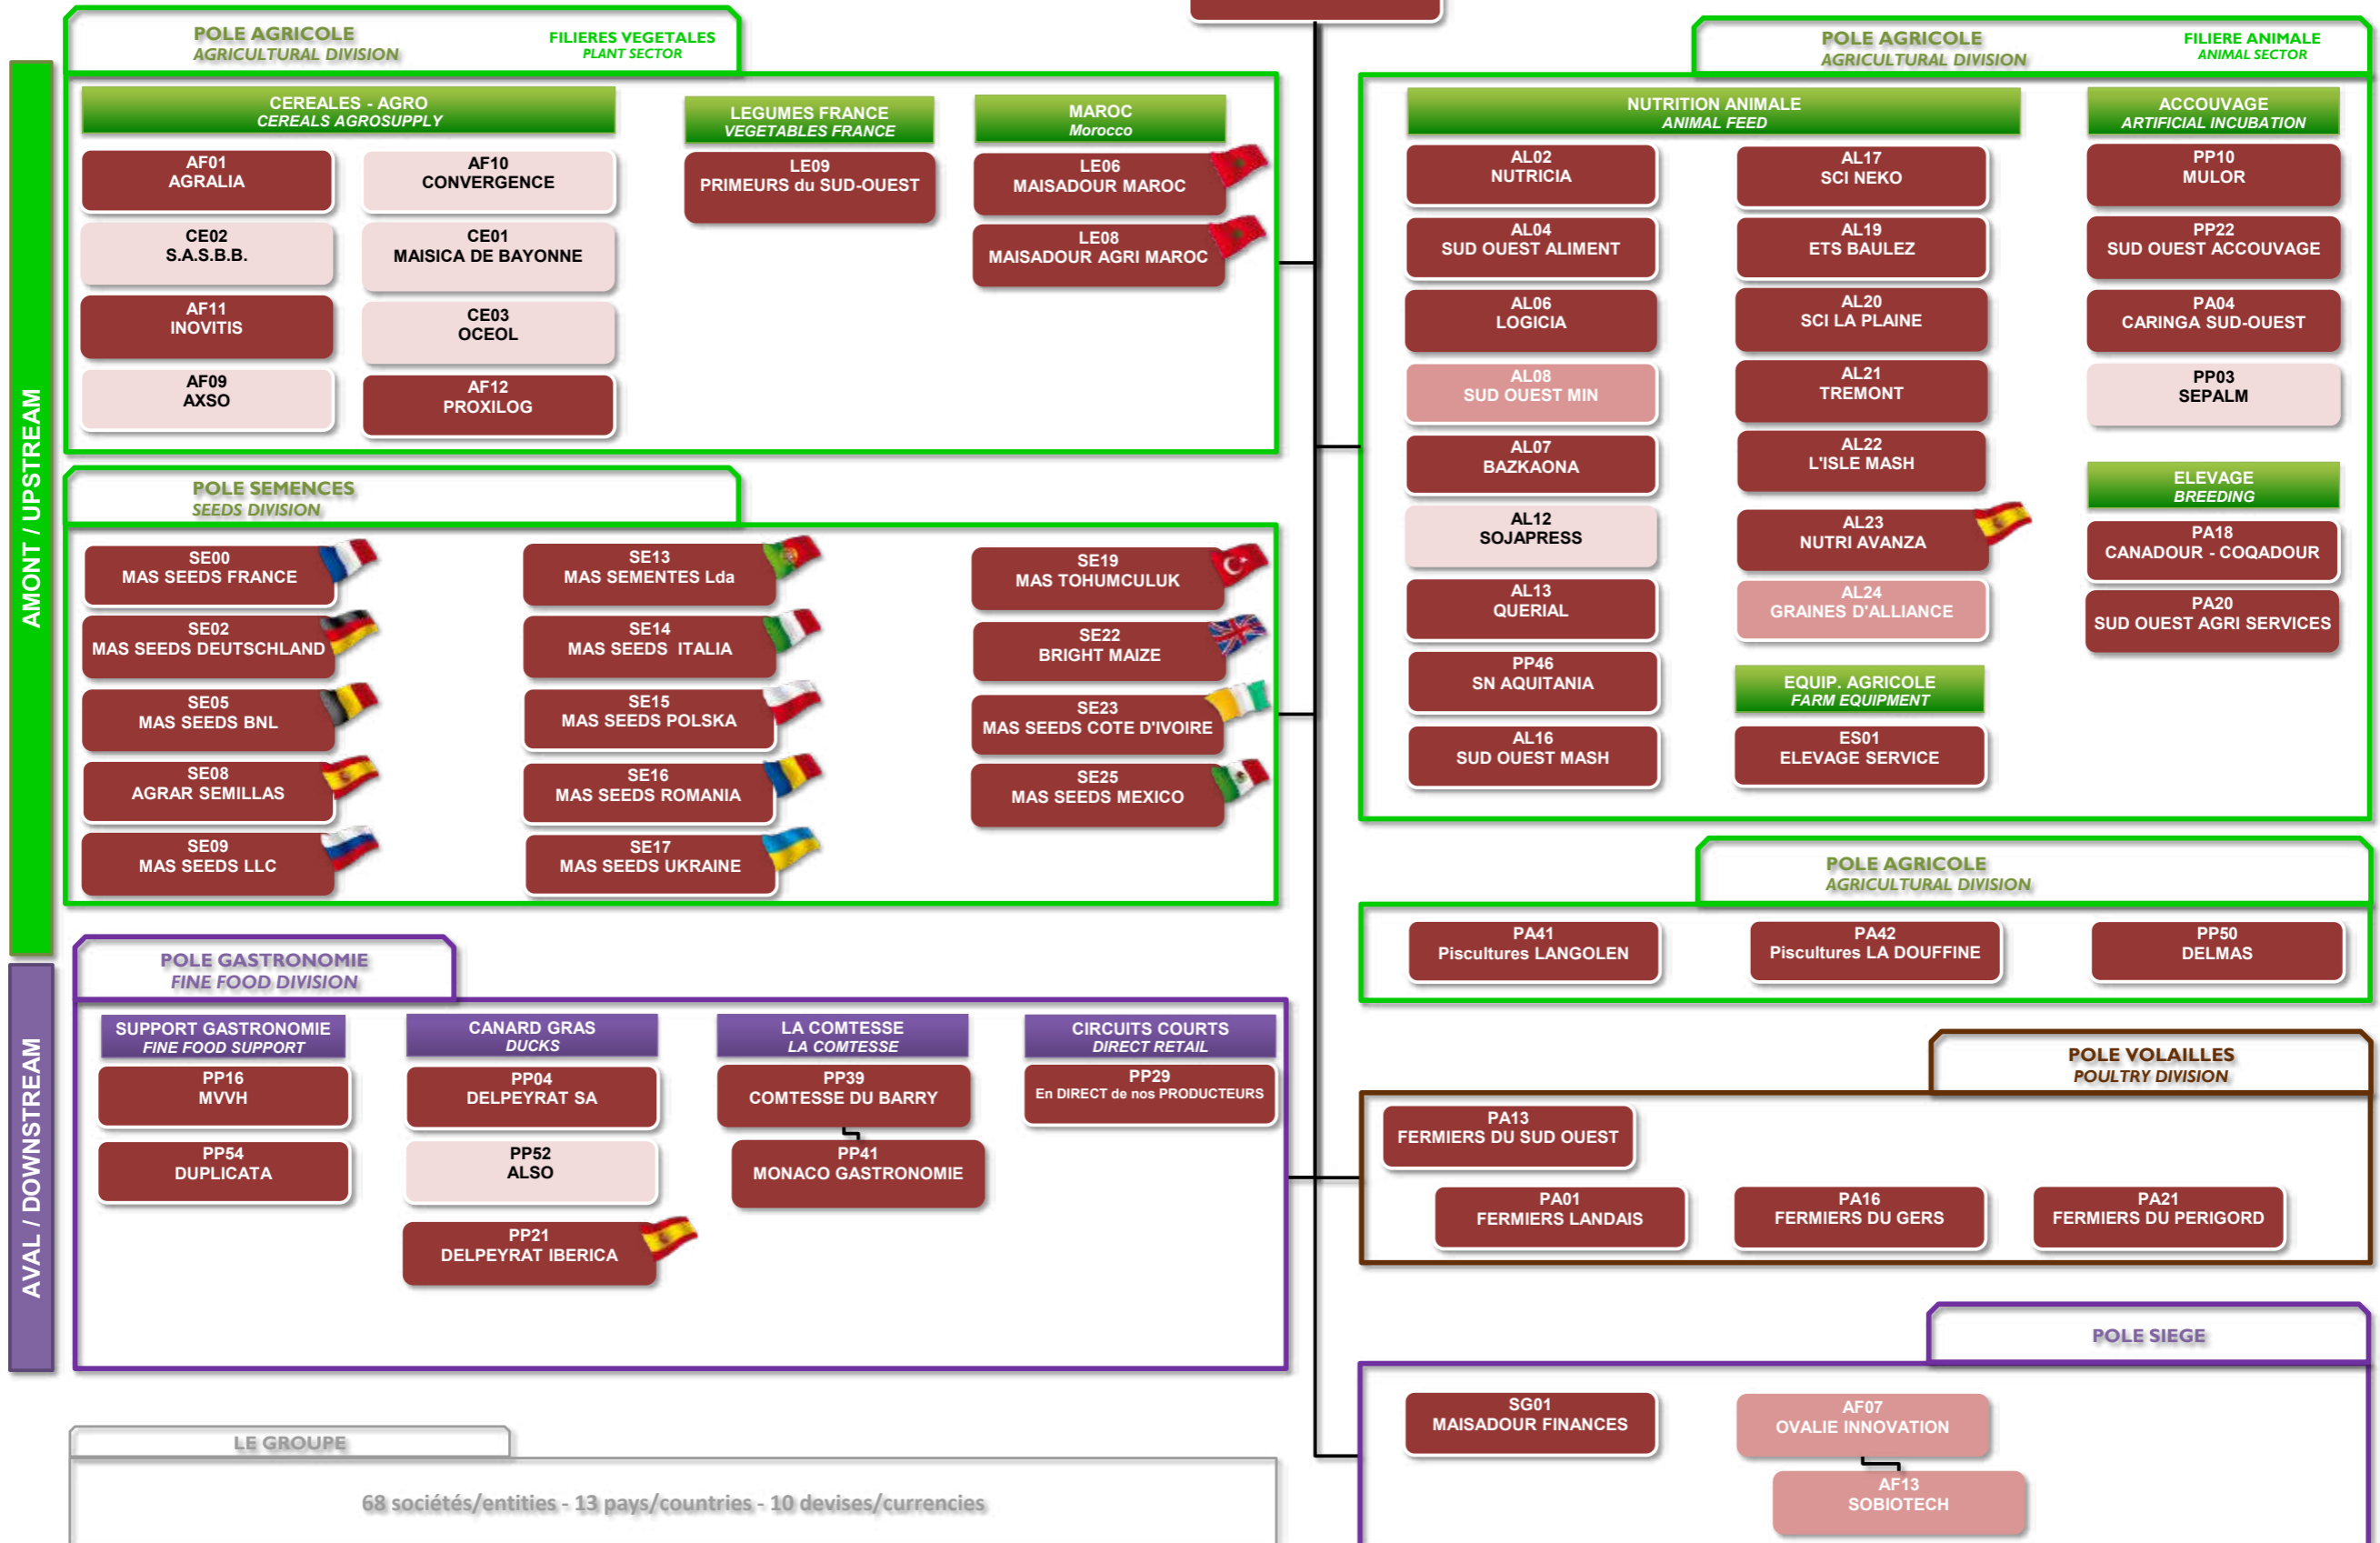 POLE AGRICOLE
AGRICULTURAL DIVISION
FILIERES VEGETALES
PLANT SECTOR
CEREALES - AGRO
CEREALS AGROSUPPLY
AF01
AGRALIA
AF10
CONVERGENCE
CE02
S.A.S.B.B.
CE01
MAISICA DE BAYONNE
AF11
INOVITIS
CE03
OCEOL
AF09
AXSO
AF12
PROXILOG
LEGUMES FRANCE
VEGETABLES FRANCE
LE09
PRIMEURS du SUD-OUEST
MAROC
Morocco
LE06
MAISADOUR MAROC
LE08
MAISADOUR AGRI MAROC
POLE AGRICOLE
AGRICULTURAL DIVISION
FILIERE ANIMALE
ANIMAL SECTOR
NUTRITION ANIMALE
ANIMAL FEED
AL02
NUTRICIA
AL04
SUD OUEST ALIMENT
AL06
LOGICIA
AL08
SUD OUEST MIN
AL07
BAZKAONA
AL12
SOJAPRESS
AL13
QUERIAL
PP46
SN AQUITANIA
AL16
SUD OUEST MASH
AL17
SCI NEKO
AL19
ETS BAULEZ
AL20
SCI LA PLAINE
AL21
TREMONT
AL22
L'ISLE MASH
AL23
NUTRI AVANZA
AL24
GRAINES D'ALLIANCE
EQUIP. AGRICOLE
FARM EQUIPMENT
ES01
ELEVAGE SERVICE
ACCOUVAGE
ARTIFICIAL INCUBATION
PP10
MULOR
PP22
SUD OUEST ACCOUVAGE
PA04
CARINGA SUD-OUEST
PP03
SEPALM
ELEVAGE
BREEDING
PA18
CANADOUR - COQADOUR
PA20
SUD OUEST AGRI SERVICES
AMONT / UPSTREAM
POLE SEMENCES
SEEDS DIVISION
SE00
MAS SEEDS FRANCE
SE02
MAS SEEDS DEUTSCHLAND
SE05
MAS SEEDS BNL
SE08
AGRAR SEMILLAS
SE09
MAS SEEDS LLC
SE13
MAS SEMENTES Lda
SE14
MAS SEEDS ITALIA
SE15
MAS SEEDS POLSKA
SE16
MAS SEEDS ROMANIA
SE17
MAS SEEDS UKRAINE
SE19
MAS TOHUMCULUK
SE22
BRIGHT MAIZE
SE23
MAS SEEDS COTE D'IVOIRE
SE25
MAS SEEDS MEXICO
POLE AGRICOLE
AGRICULTURAL DIVISION
PA41
Piscultures LANGOLEN
PA42
Piscultures LA DOUFFINE
PP50
DELMAS
AVAL / DOWNSTREAM
POLE GASTRONOMIE
FINE FOOD DIVISION
SUPPORT GASTRONOMIE
FINE FOOD SUPPORT
PP16
MVVH
PP54
DUPLICATA
CANARD GRAS
DUCKS
PP04
DELPEYRAT SA
PP52
ALSO
PP21
DELPEYRAT IBERICA
LA COMTESSE
LA COMTESSE
PP39
COMTESSE DU BARRY
PP41
MONACO GASTRONOMIE
CIRCUITS COURTS
DIRECT RETAIL
PP29
En DIRECT de nos PRODUCTEURS
POLE VOLAILLES
POULTRY DIVISION
PA13
FERMIERS DU SUD OUEST
PA01
FERMIERS LANDAIS
PA16
FERMIERS DU GERS
PA21
FERMIERS DU PERIGORD
POLE SIEGE
SG01
MAISADOUR FINANCES
AF07
OVALIE INNOVATION
AF13
SOBIOTECH
LE GROUPE
68 sociétés/entities - 13 pays/countries - 10 devises/currencies